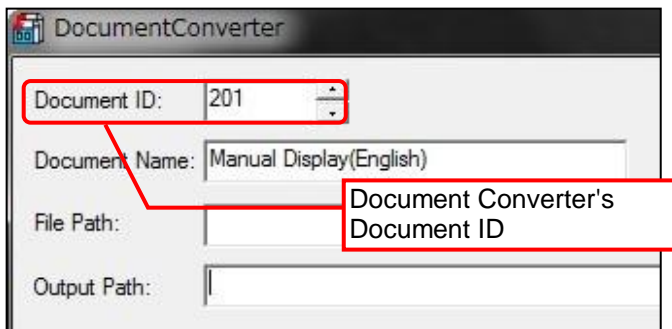 DocumentConverter
Document ID: 201
Document Name: Manual Display(English)
Document Converter's
Document ID
File Path:
Output Path: